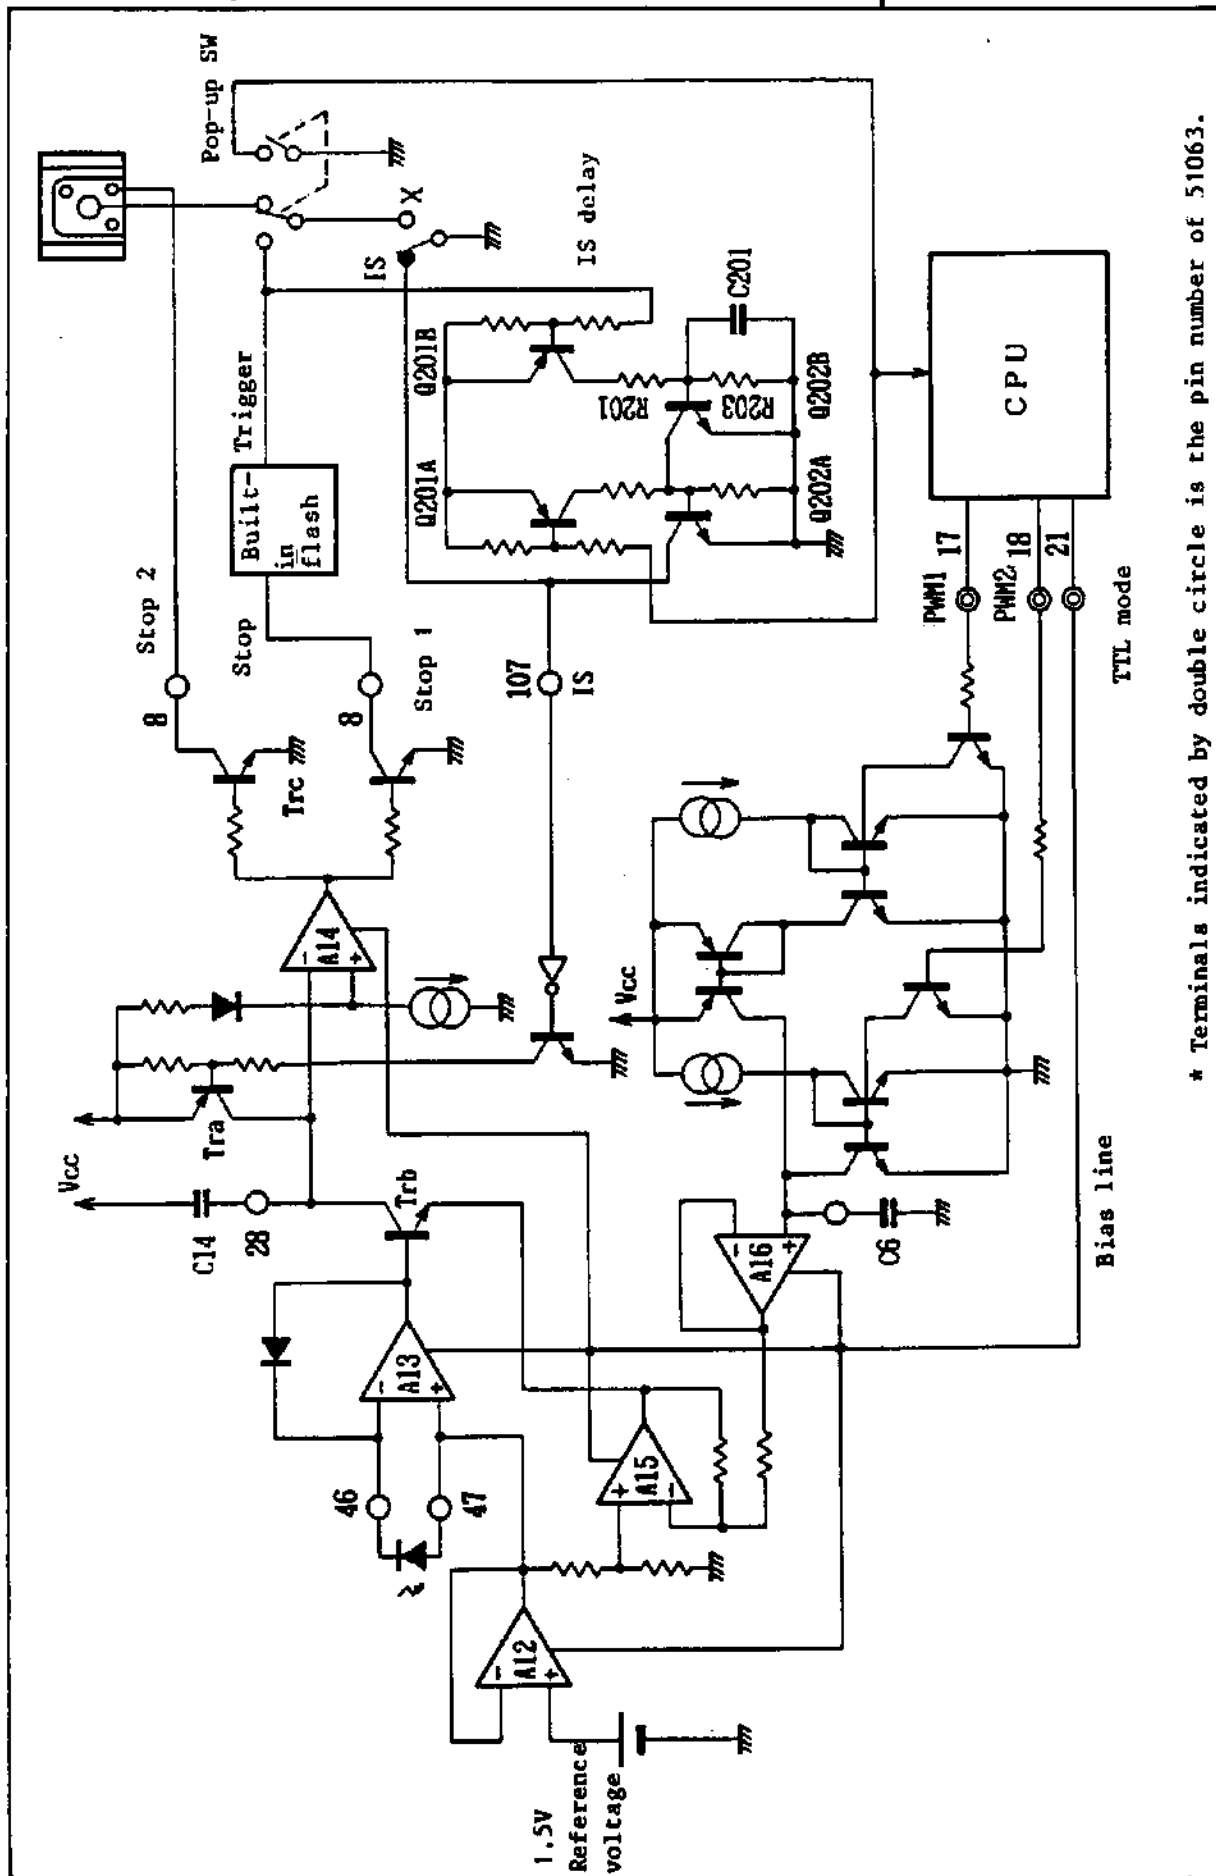 Vcc
C14
28
Tra
Trb
46
47
A13
-
+
A12
-
+
1.5V
Reference
voltage
A15
+
-
A14
-
+
Trc
8
Stop 2
8
Stop 1
Stop
Built-
in
flash
Trigger
Pop-up SW
X
IS
IS delay
107
IS
Q201A
Q201B
R201
R203
C201
Q202A
Q202B
Vcc
A16
-
+
C6
Bias line
CPU
PWM1
17
PWM2
18
21
TTL mode
* Terminals indicated by double circle is the pin number of 51063.